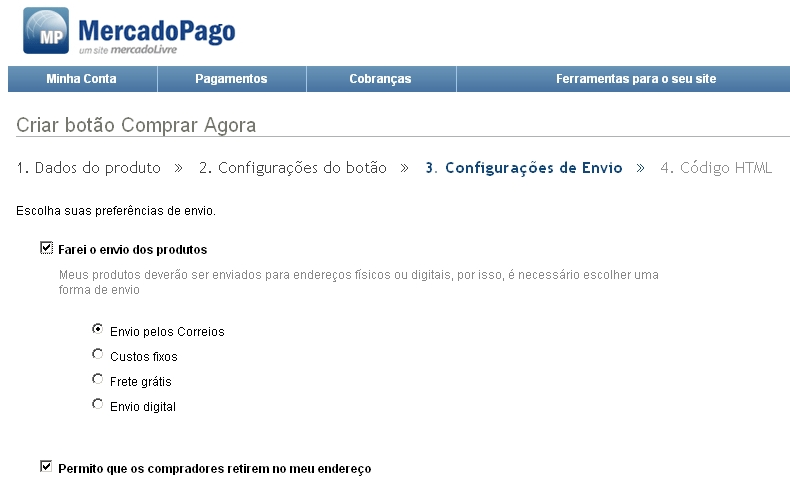 MP MercadoPago
um site mercadoLivre
Minha Conta Pagamentos Cobranças Ferramentas para o seu site
Criar botão Comprar Agora
1. Dados do produto » 2. Configurações do botão » 3. Configurações de Envio » 4. Código HTML
Escolha suas preferências de envio.
Farei o envio dos produtos
Meus produtos deverão ser enviados para endereços físicos ou digitais, por isso, é necessário escolher uma
forma de envio
Envio pelos Correios
Custos fixos
Frete grátis
Envio digital
Permito que os compradores retirem no meu endereço